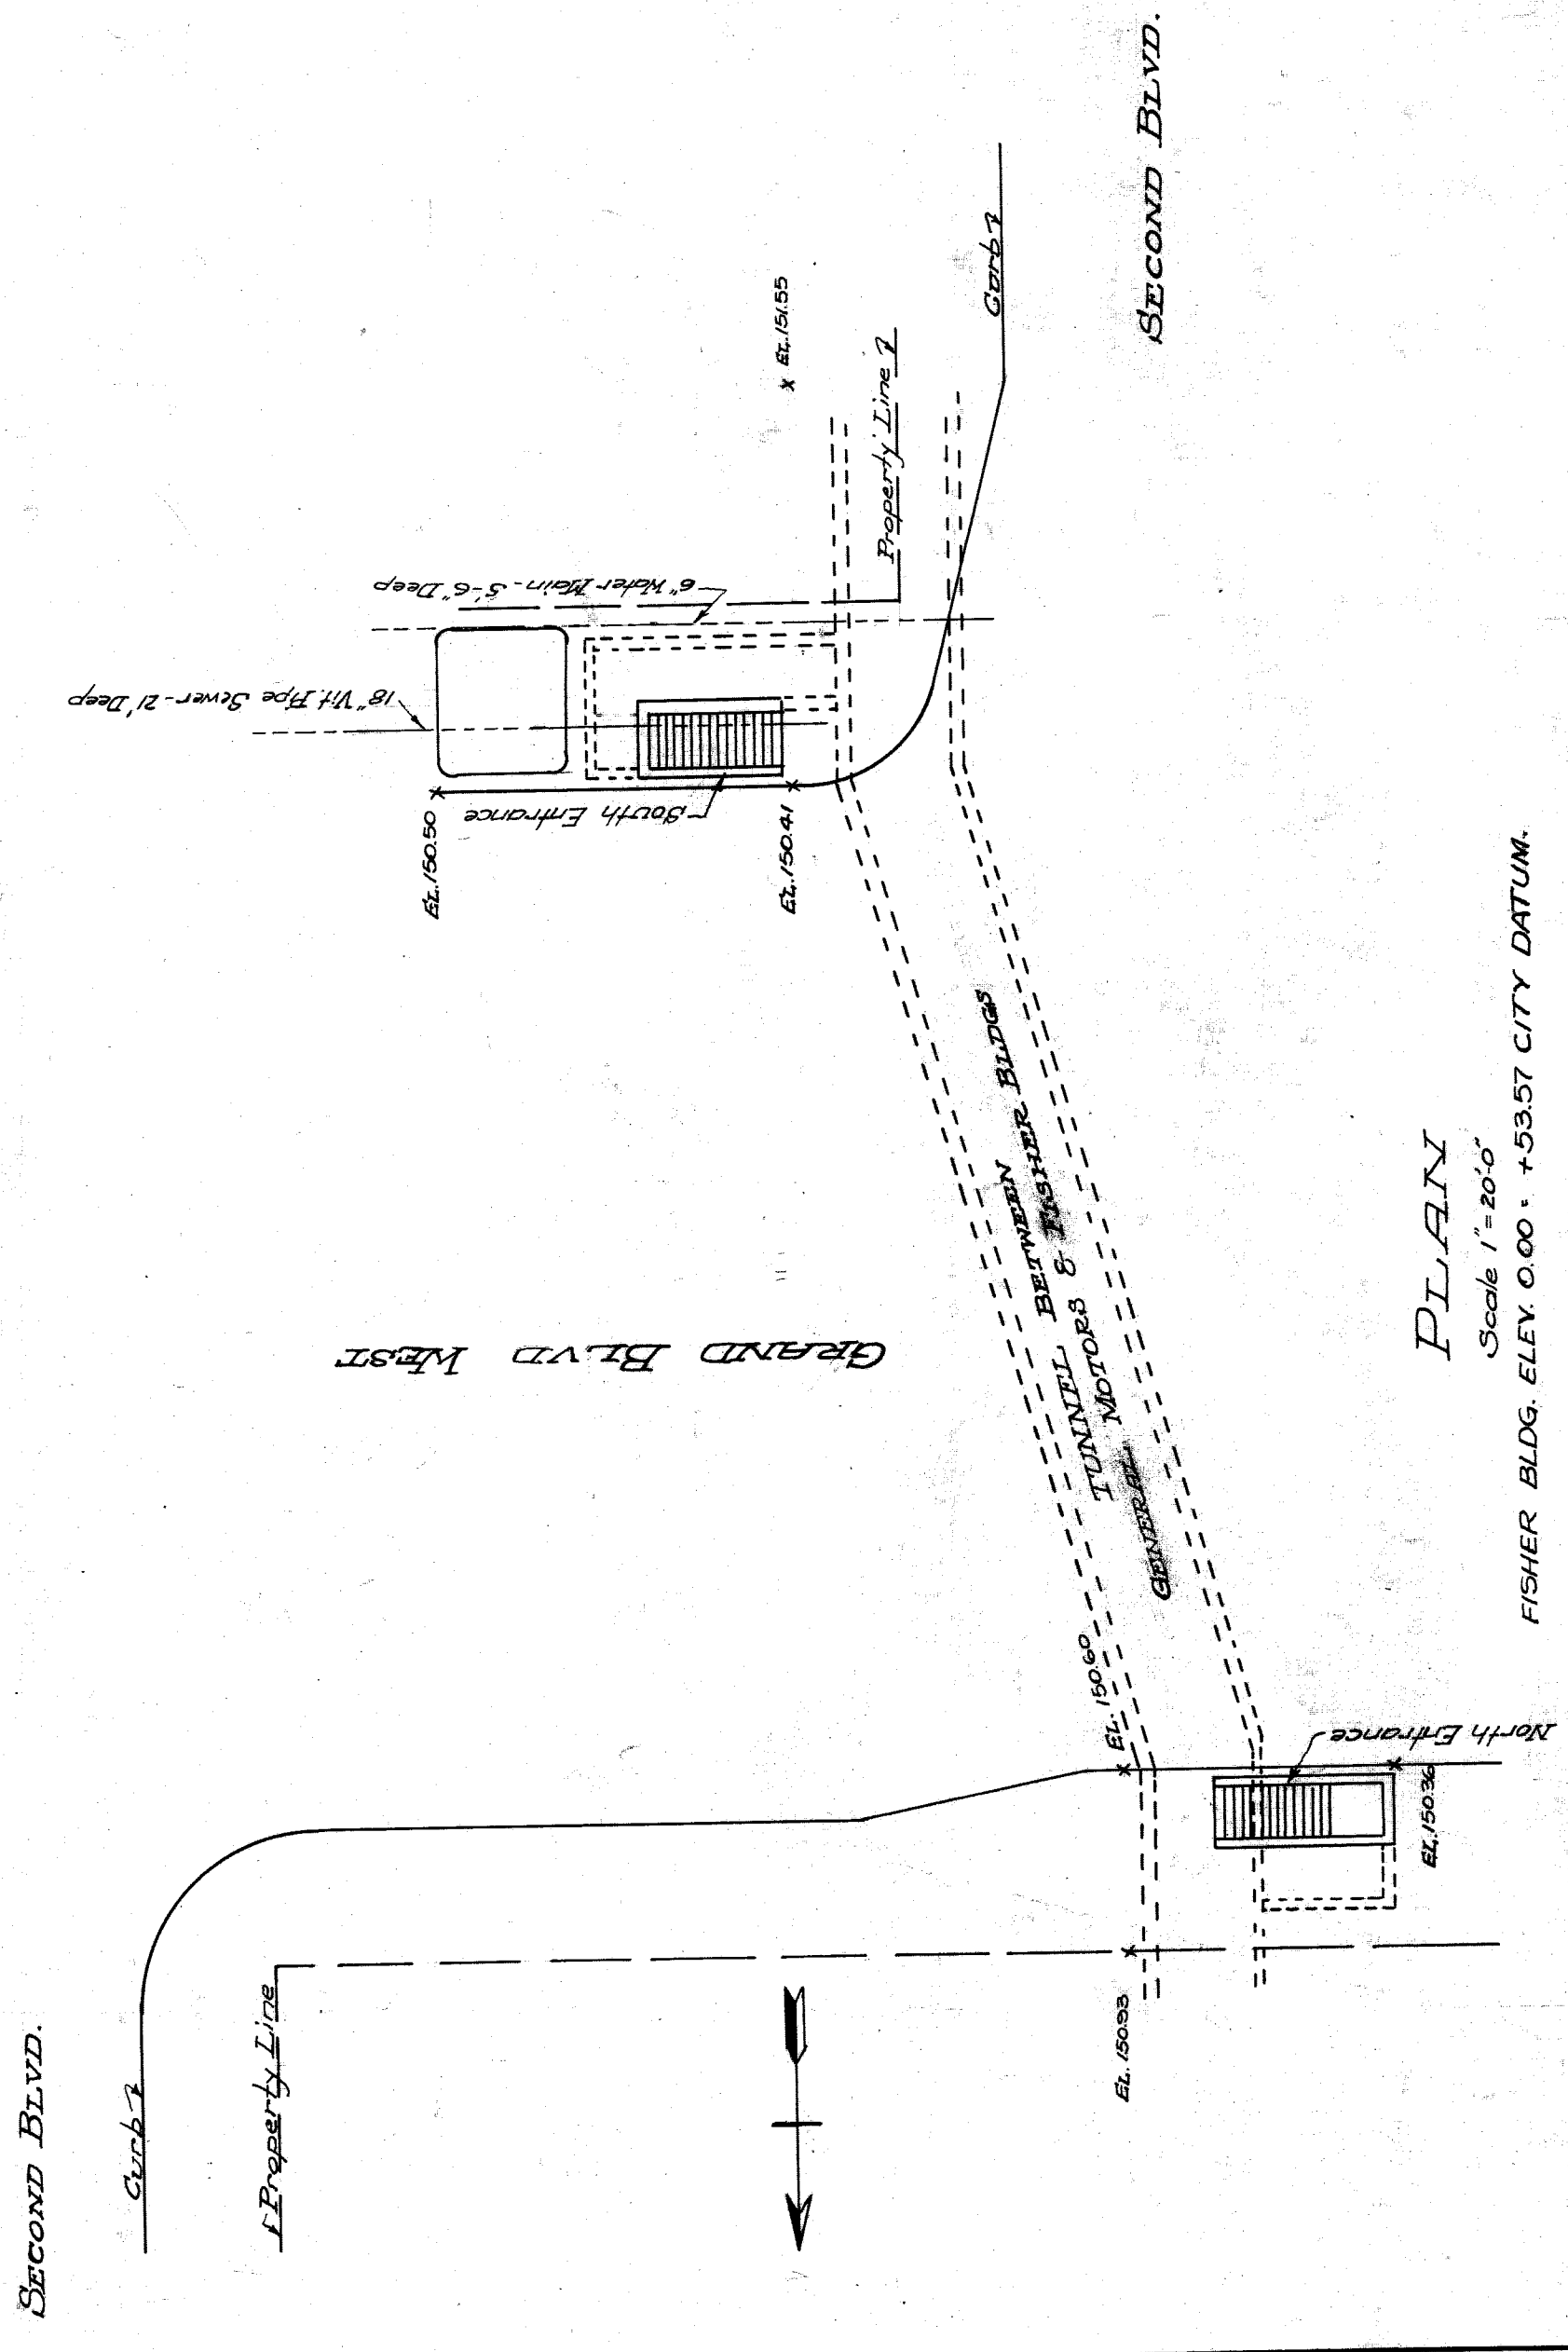 SECOND BLVD.
Curb
Property Line
EL. 150.93
EL. 150.36
North Entrance
EL. 150.60
GRAND BLVD WEST
TUNNEL BETWEEN
GENERAL MOTORS & FISHER BLDGS
EL. 150.50
EL. 150.41
South Entrance
18" Vit. Pipe Sewer - 21' Deep
6" Water Main - 5'-6" Deep
EL. 151.55
Property Line
Curb
SECOND BLVD.
PLAN
Scale 1" = 20'-0"
FISHER BLDG. ELEV. 0.00 = +53.57 CITY DATUM.